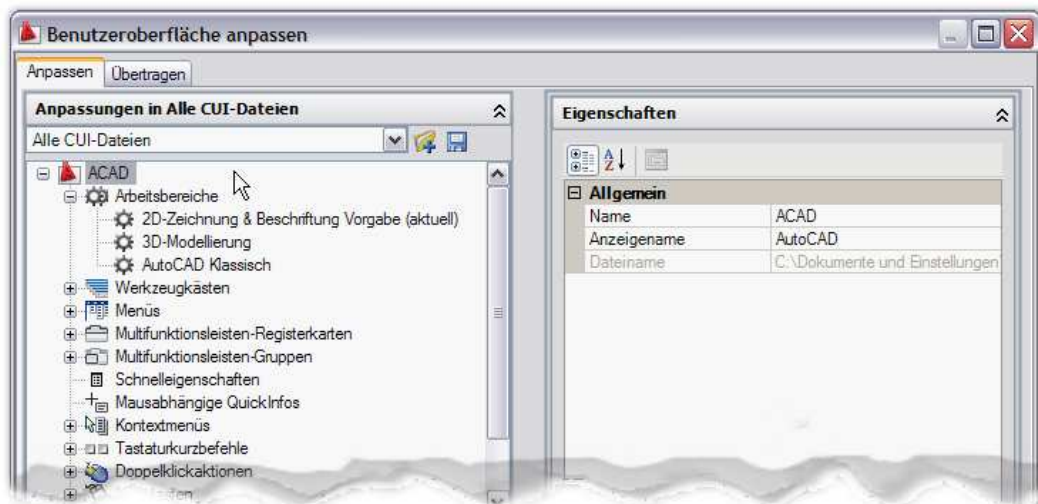 Benutzeroberfläche anpassen
Anpassen
Übertragen
Anpassungen in Alle CUI-Dateien
Alle CUI-Dateien
ACAD
Arbeitsbereiche
2D-Zeichnung & Beschriftung Vorgabe (aktuell)
3D-Modellierung
AutoCAD Klassisch
Werkzeugkästen
Menüs
Multifunktionsleisten-Registerkarten
Multifunktionsleisten-Gruppen
Schnelleigenschaften
Mausabhängige QuickInfos
Kontextmenüs
Tastaturkurzbefehle
Doppelklickaktionen
Eigenschaften
Allgemein
Name ACAD
Anzeigename AutoCAD
Dateiname C:\Dokumente und Einstellungen